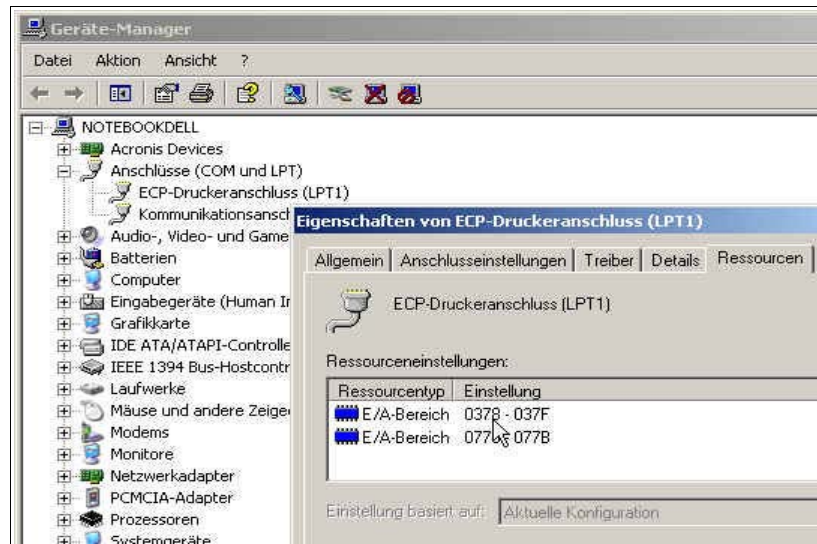 Geräte-Manager
Datei Aktion Ansicht ?
NOTEBOOKDELL
Acronis Devices
Anschlüsse (COM und LPT)
ECP-Druckeranschluss (LPT1)
Kommunikationsansch
Audio-, Video- und Game
Batterien
Computer
Eingabegeräte (Human In
Grafikkarte
IDE ATA/ATAPI-Controlle
IEEE 1394 Bus-Hostcontr
Laufwerke
Mäuse und andere Zeige
Modems
Monitore
Netzwerkadapter
PCMCIA-Adapter
Prozessoren
Systemgeräte
Eigenschaften von ECP-Druckeranschluss (LPT1)
Allgemein Anschlusseinstellungen Treiber Details Ressourcen
ECP-Druckeranschluss (LPT1)
Ressourceneinstellungen:
Ressourcentyp Einstellung
E/A-Bereich 0378 - 037F
E/A-Bereich 077B
Einstellung basiert auf: Aktuelle Konfiguration